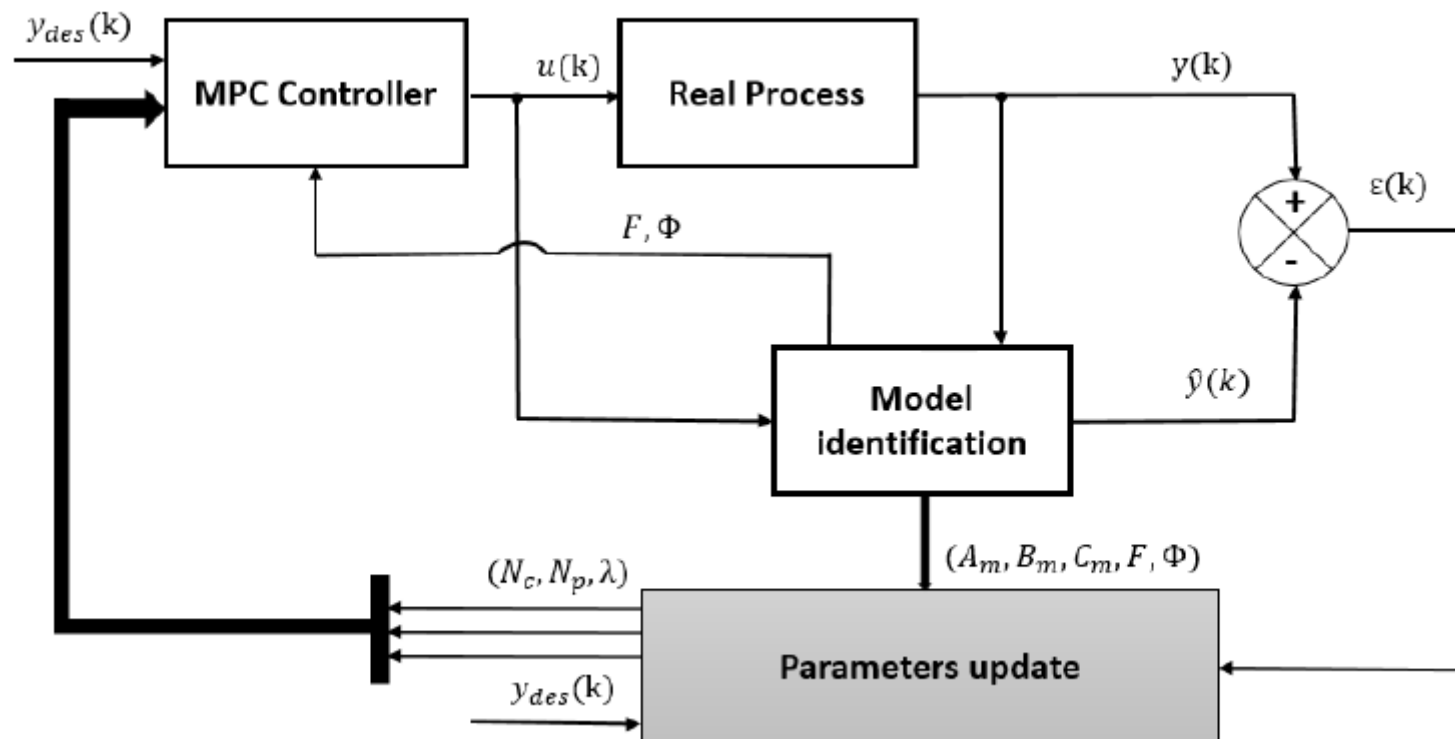 y_des(k)
MPC Controller
u(k)
Real Process
y(k)
+
-
ε(k)
F, Φ
Model
identification
ŷ(k)
(A_m, B_m, C_m, F, Φ)
(N_c, N_p, λ)
Parameters update
y_des(k)